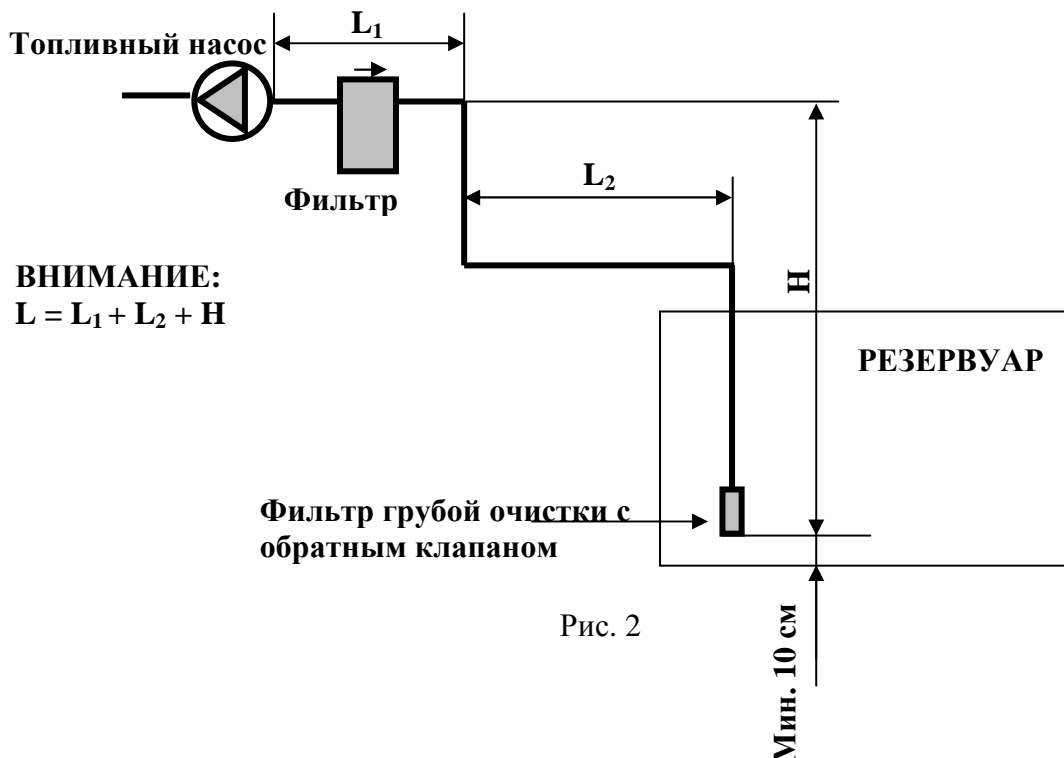 L₁
Топливный насос
L₂
Фильтр
ВНИМАНИЕ:
L = L₁ + L₂ + H
H
РЕЗЕРВУАР
Фильтр грубой очистки с
обратным клапаном
Рис. 2
Мин. 10 см